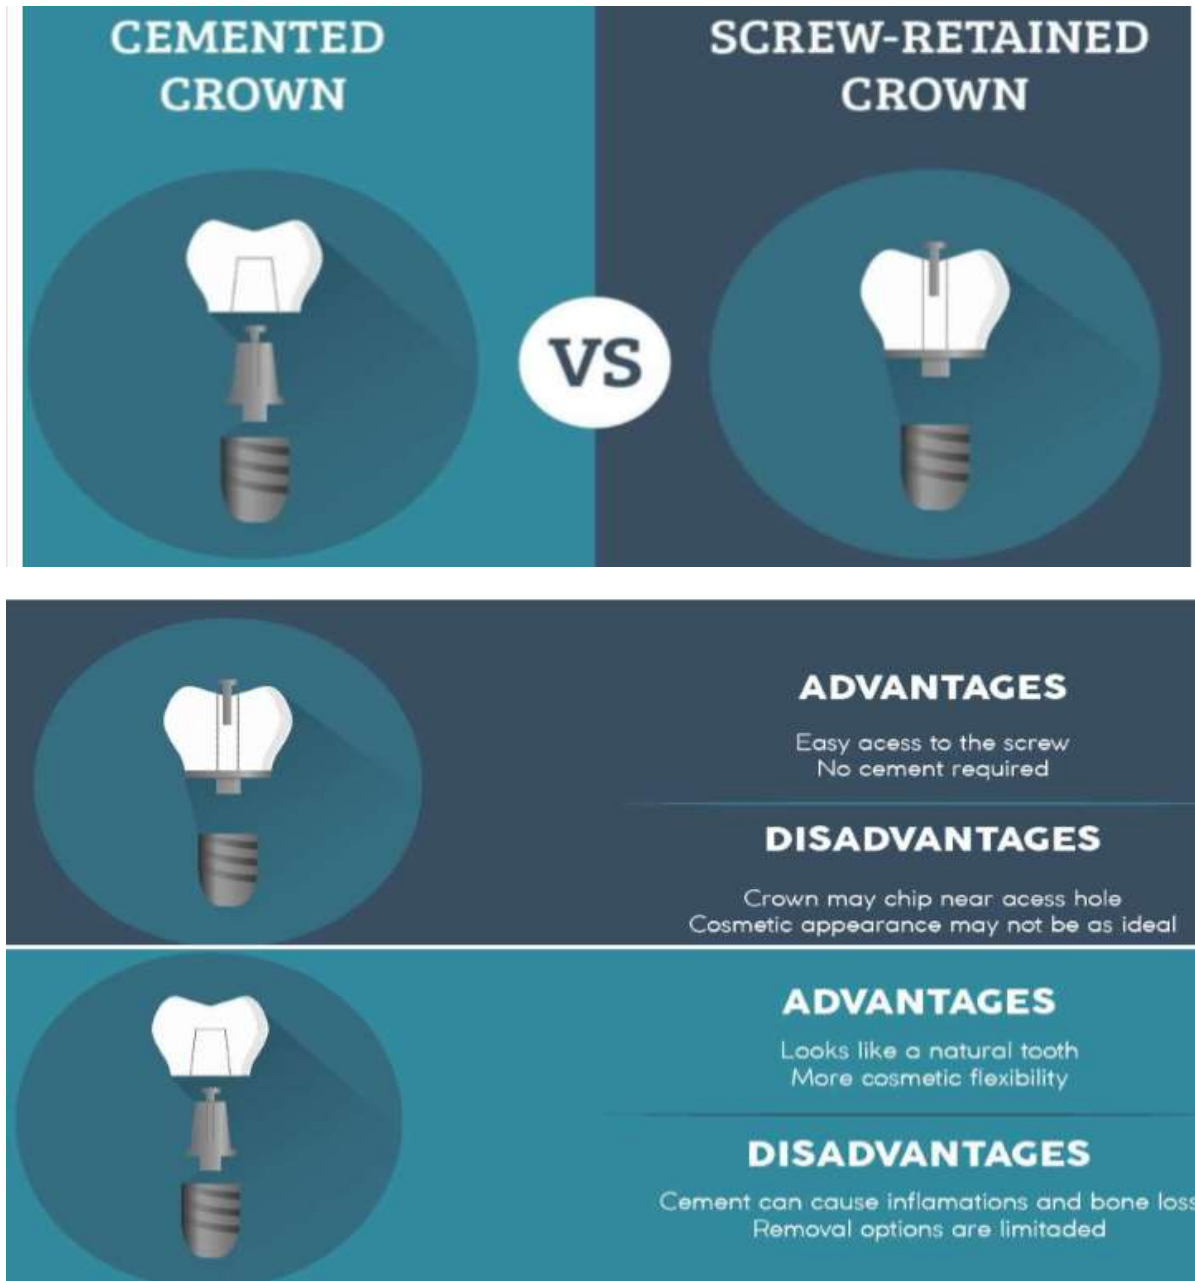 CEMENTED
CROWN
SCREW-RETAINED
CROWN
VS
ADVANTAGES
Easy acess to the screw
No cement required
DISADVANTAGES
Crown may chip near acess hole
Cosmetic appearance may not be as ideal
ADVANTAGES
Looks like a natural tooth
More cosmetic flexibility
DISADVANTAGES
Cement can cause inflamations and bone loss
Removal options are limitaded